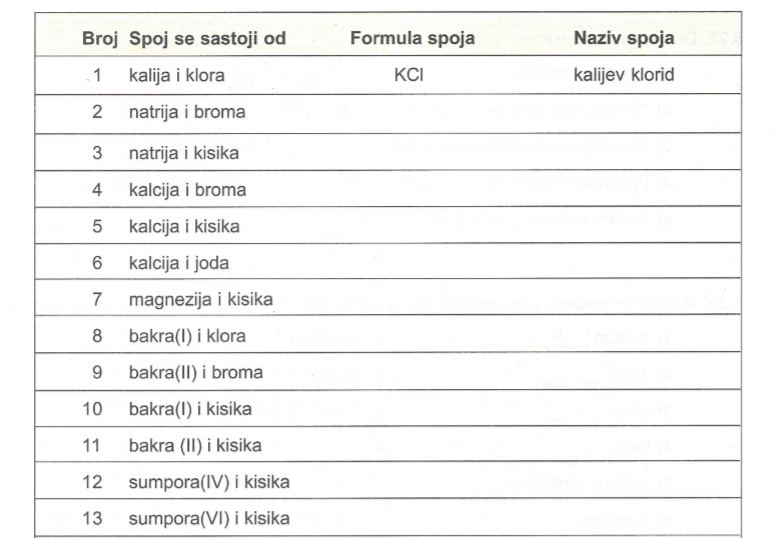 Broj Spoj se sastoji od Formula spoja Naziv spoja
1 kalija i klora KCl kalijev klorid
2 natrija i broma
3 natrija i kisika
4 kalcija i broma
5 kalcija i kisika
6 kalcija i joda
7 magnezija i kisika
8 bakra(I) i klora
9 bakra(II) i broma
10 bakra(I) i kisika
11 bakra (II) i kisika
12 sumpora(IV) i kisika
13 sumpora(VI) i kisika